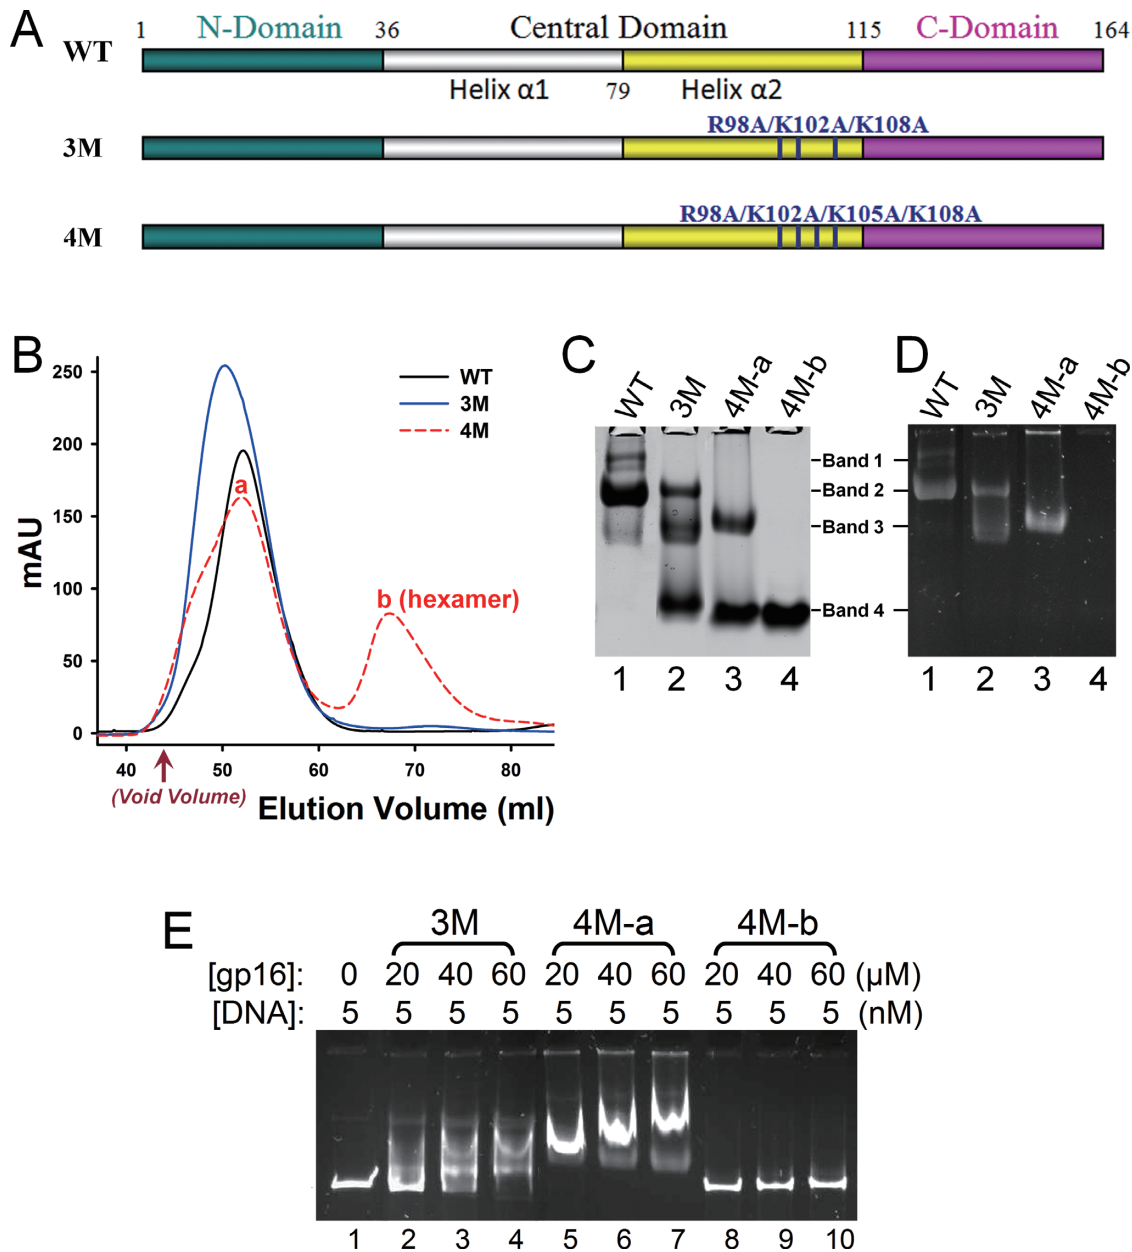 A
1 N-Domain 36 Central Domain 115 C-Domain 164
WT
Helix α1 79 Helix α2
R98A/K102A/K108A
3M
R98A/K102A/K105A/K108A
4M
B
250
200
150
100
50
0
mAU
WT
3M
4M
a
b (hexamer)
40 50 60 70 80
(Void Volume)
Elution Volume (ml)
C
WT 3M 4M-a 4M-b
Band 1
Band 2
Band 3
Band 4
1 2 3 4
D
WT 3M 4M-a 4M-b
1 2 3 4
E
3M 4M-a 4M-b
[gp16]: 0 20 40 60 20 40 60 20 40 60 (μM)
[DNA]: 5 5 5 5 5 5 5 5 5 5 (nM)
1 2 3 4 5 6 7 8 9 10